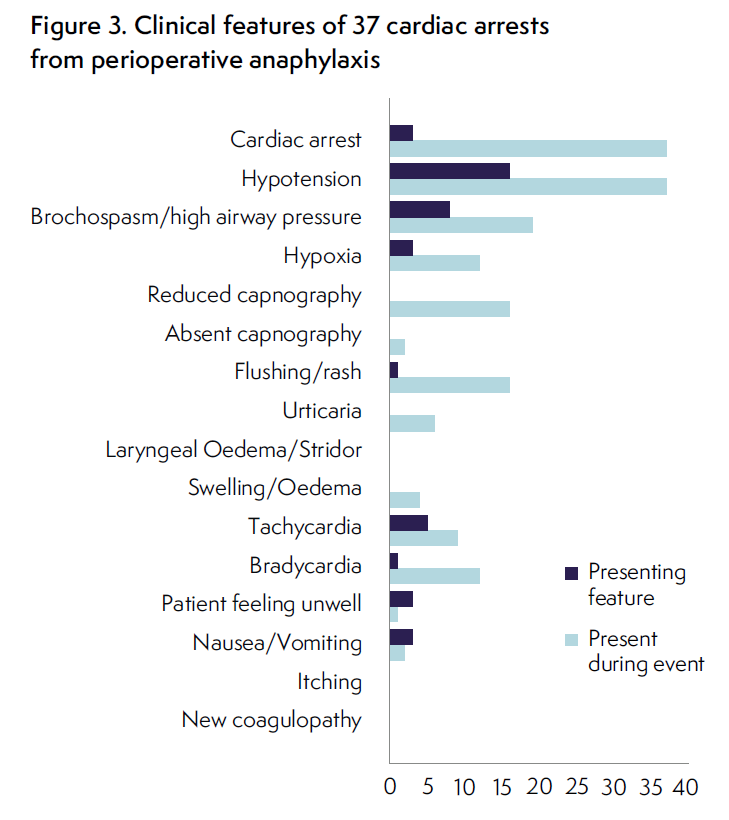 Figure 3. Clinical features of 37 cardiac arrests
from perioperative anaphylaxis
Cardiac arrest
Hypotension
Brochospasm/high airway pressure
Hypoxia
Reduced capnography
Absent capnography
Flushing/rash
Urticaria
Laryngeal Oedema/Stridor
Swelling/Oedema
Tachycardia
Bradycardia
Patient feeling unwell
Nausea/Vomiting
Itching
New coagulopathy
Presenting
feature
Present
during event
0 5 10 15 20 25 30 35 40